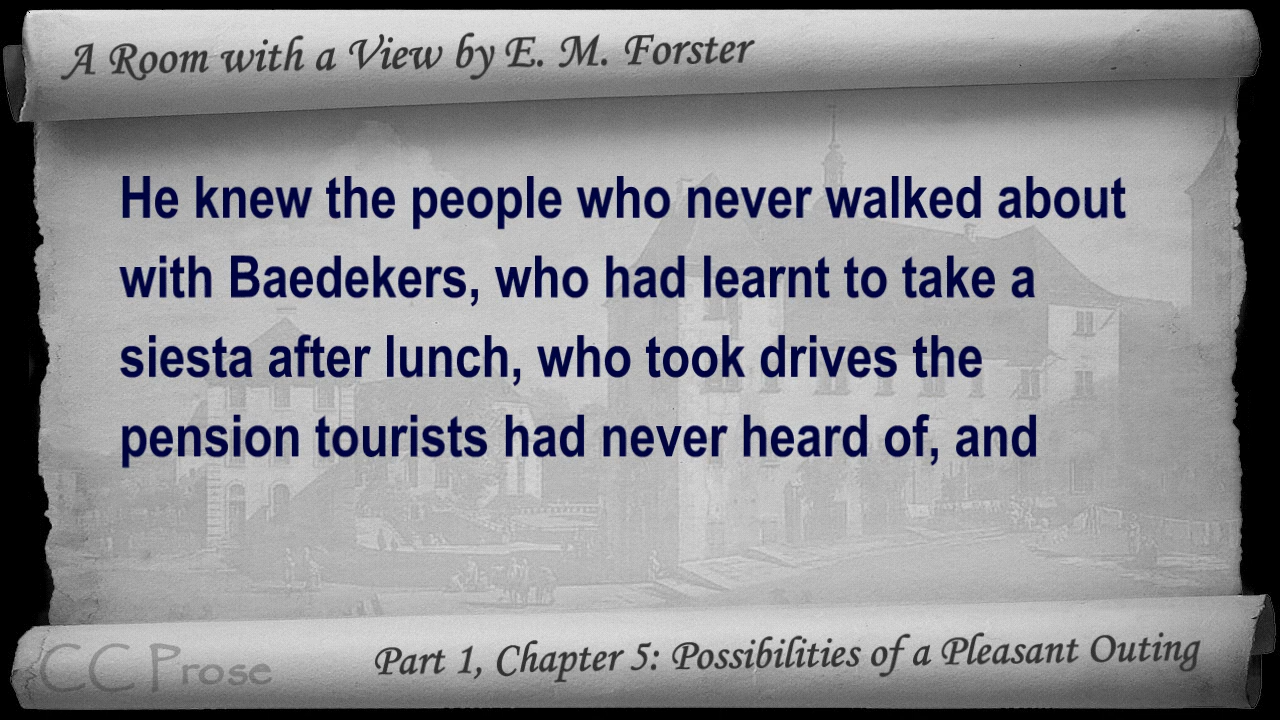 A Room with a View by E. M. Forster
He knew the people who never walked about
with Baedekers, who had learnt to take a
siesta after lunch, who took drives the
pension tourists had never heard of, and
CC Prose
Part 1, Chapter 5: Possibilities of a Pleasant Outing